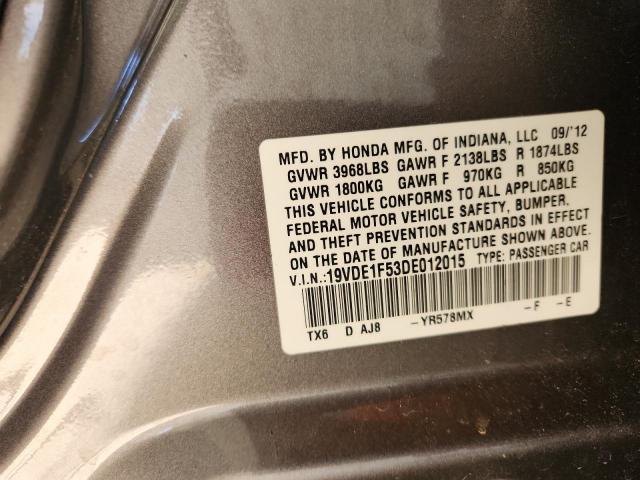 MFD. BY HONDA MFG. OF INDIANA, LLC 09/'12
GVWR 3968LBS GAWR F 2138LBS R 1874LBS
GVWR 1800KG GAWR F 970KG R 850KG
THIS VEHICLE CONFORMS TO ALL APPLICABLE
FEDERAL MOTOR VEHICLE SAFETY, BUMPER,
AND THEFT PREVENTION STANDARDS IN EFFECT
ON THE DATE OF MANUFACTURE SHOWN ABOVE.
V.I.N.:19VDE1F53DE012015 TYPE: PASSENGER CAR
TX6 D AJ8 -YR578MX -F -E